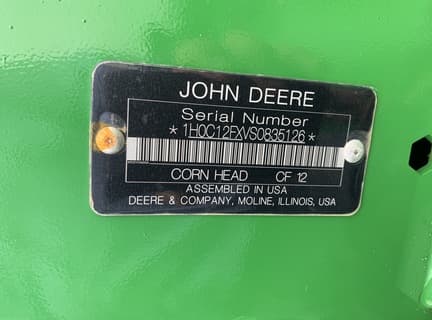 JOHN DEERE
Serial Number
*1H0C12FXVS0835126*
CORN HEAD CF 12
ASSEMBLED IN USA
DEERE & COMPANY, MOLINE, ILLINOIS, USA